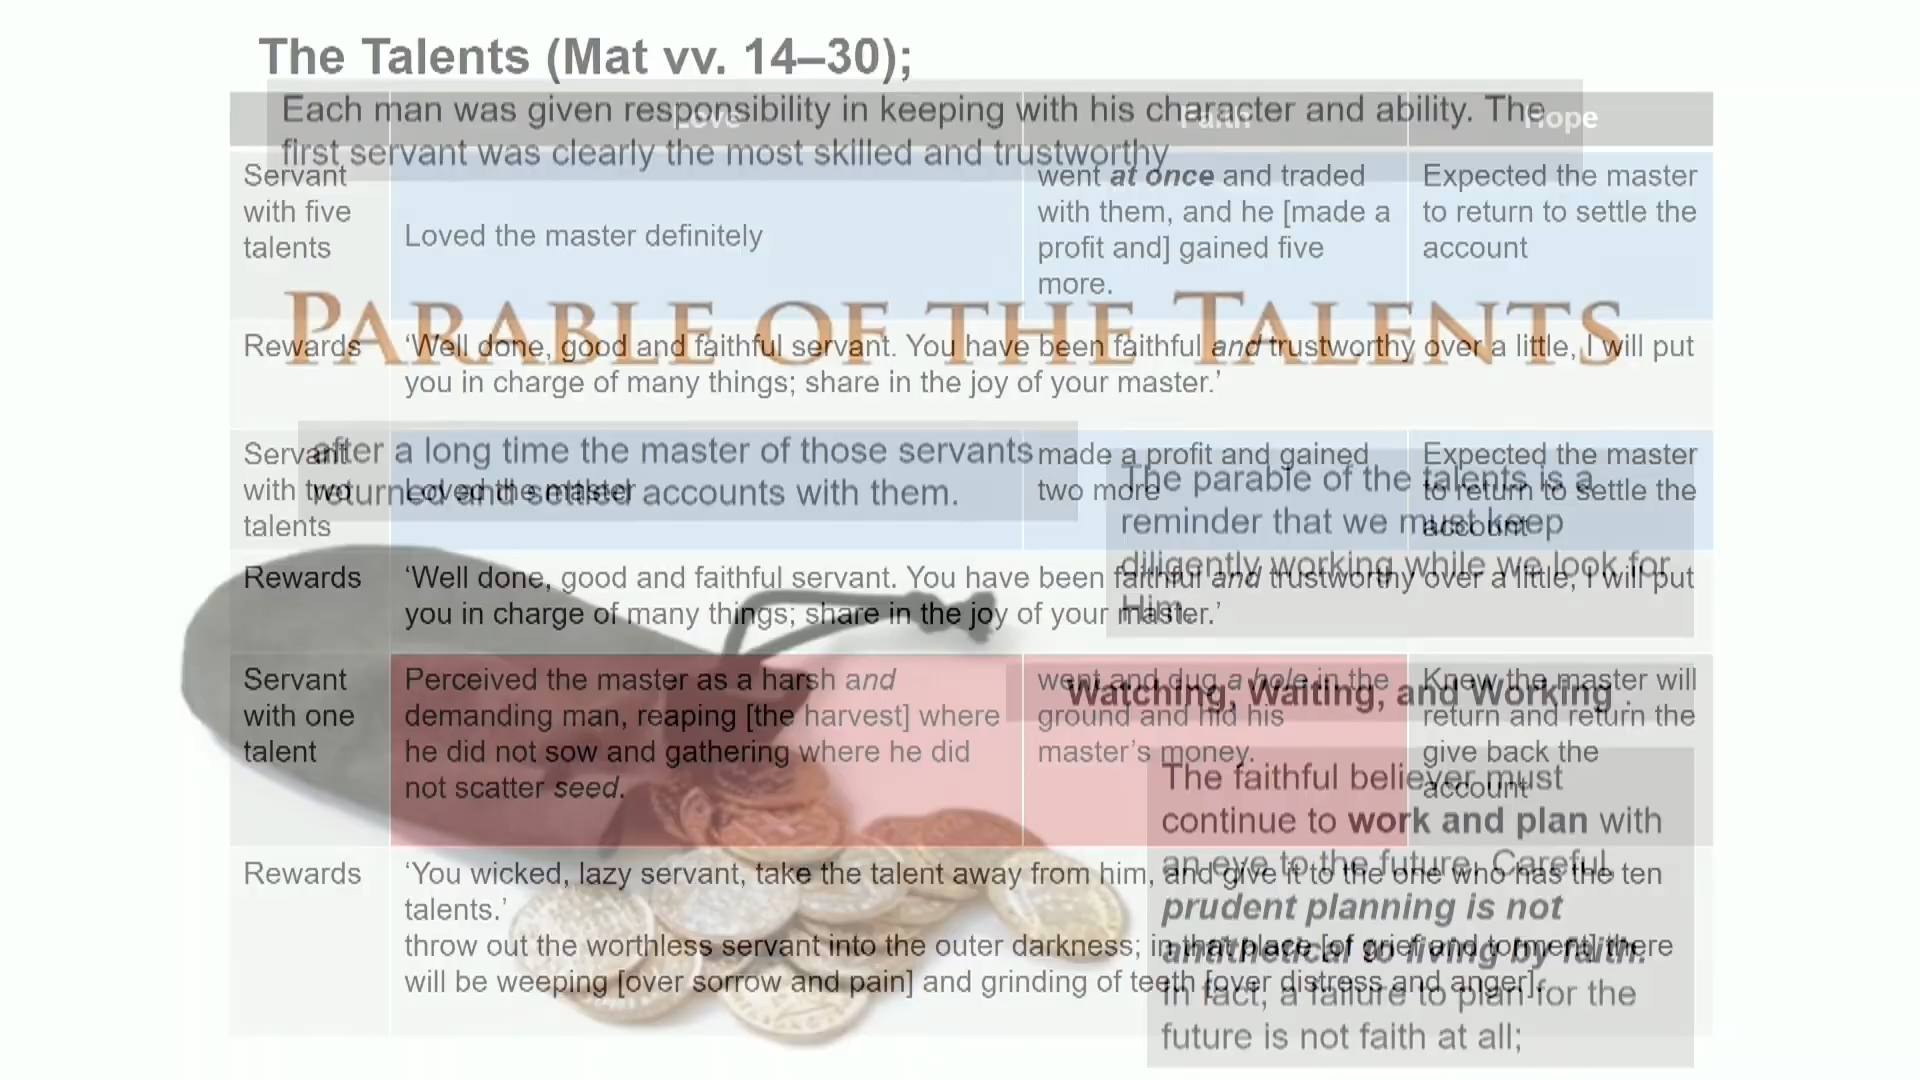 The Talents (Mat vv. 14–30);
Each man was given responsibility in keeping with his character and ability. The
first servant was clearly the most skilled and trustworthy
Love
Faith
Hope
Servant
with five
talents
Loved the master definitely
went at once and traded
with them, and he [made a
profit and] gained five
more.
Expected the master
to return to settle the
account
PARABLE OF THE TALENTS
Rewards
‘Well done, good and faithful servant. You have been faithful and trustworthy over a little, I will put
you in charge of many things; share in the joy of your master.’
after a long time the master of those servants
returned and settled accounts with them.
Servant
with two
talents
Loved the master
made a profit and gained
two more
Expected the master
to return to settle the
account
The parable of the talents is a
reminder that we must keep
diligently working while we look for
Him.
Rewards
‘Well done, good and faithful servant. You have been faithful and trustworthy over a little, I will put
you in charge of many things; share in the joy of your master.’
Servant
with one
talent
Perceived the master as a harsh and
demanding man, reaping [the harvest] where
he did not sow and gathering where he did
not scatter seed.
went and dug a hole in the
ground and hid his
master’s money.
Knew the master will
return and return the
give back the
account
Watching, Waiting, and Working .
The faithful believer must
continue to work and plan with
an eye to the future. Careful,
prudent planning is not
antithetical to living by faith.
In fact, a failure to plan for the
future is not faith at all;
Rewards
‘You wicked, lazy servant, take the talent away from him, and give it to the one who has the ten
talents.’
throw out the worthless servant into the outer darkness; in that place [of grief and torment] there
will be weeping [over sorrow and pain] and grinding of teeth [over distress and anger].